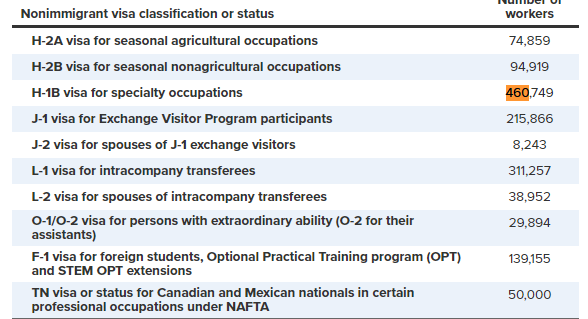 Number of
Nonimmigrant visa classification or status workers
H-2A visa for seasonal agricultural occupations 74,859
H-2B visa for seasonal nonagricultural occupations 94,919
H-1B visa for specialty occupations 460,749
J-1 visa for Exchange Visitor Program participants 215,866
J-2 visa for spouses of J-1 exchange visitors 8,243
L-1 visa for intracompany transferees 311,257
L-2 visa for spouses of intracompany transferees 38,952
O-1/O-2 visa for persons with extraordinary ability (O-2 for their
assistants) 29,894
F-1 visa for foreign students, Optional Practical Training program (OPT)
and STEM OPT extensions 139,155
TN visa or status for Canadian and Mexican nationals in certain
professional occupations under NAFTA 50,000